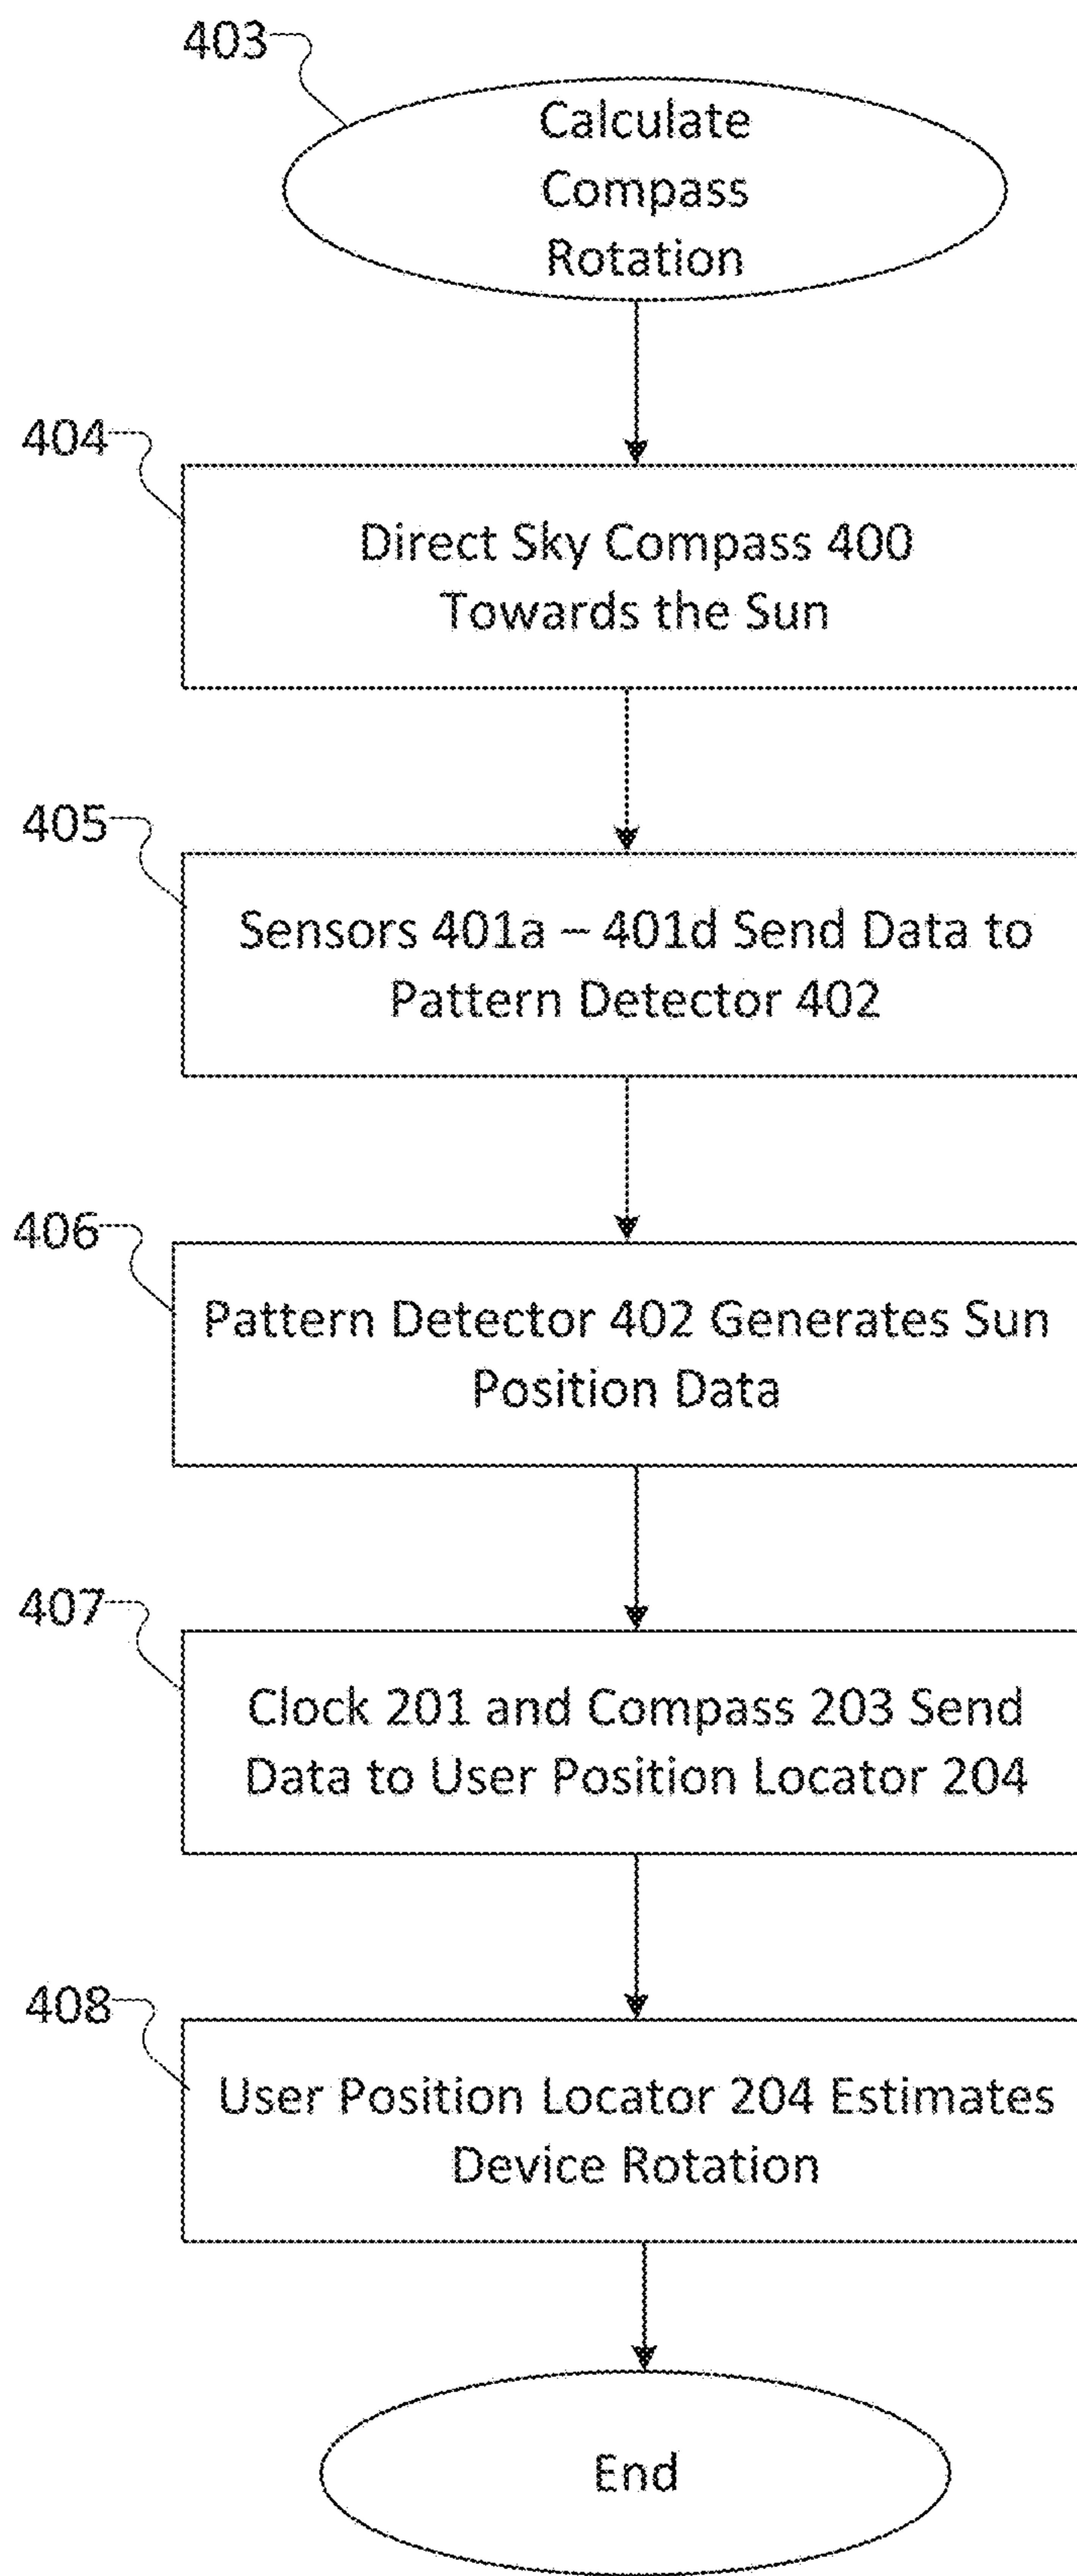 403
Calculate
Compass
Rotation
404
Direct Sky Compass 400
Towards the Sun
405
Sensors 401a – 401d Send Data to
Pattern Detector 402
406
Pattern Detector 402 Generates Sun
Position Data
407
Clock 201 and Compass 203 Send
Data to User Position Locator 204
408
User Position Locator 204 Estimates
Device Rotation
End